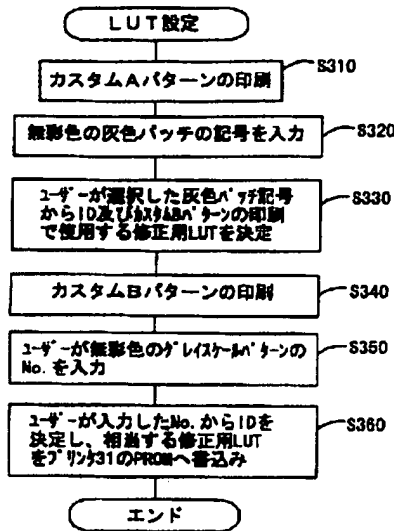 LUT設定
カスタムAパターンの印刷
S310
無彩色の灰色パッチの記号を入力
S320
ユーザーが選択した灰色パッチ記号
からID及びカスタムBパターンの印刷
で使用する修正用LUTを決定
S330
カスタムBパターンの印刷
S340
ユーザーが無彩色のグレイスケールパターンの
No.を入力
S350
ユーザーが入力したNo.からIDを
決定し、相当する修正用LUT
をプリンタ31のPROMへ書込み
S360
エンド